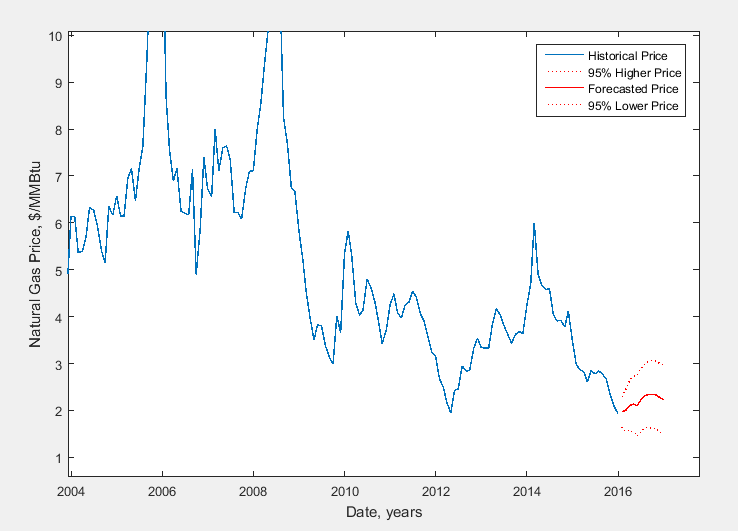 10
9
8
7
6
5
4
3
2
1
Natural Gas Price, $/MMBtu
Historical Price
95% Higher Price
Forecasted Price
95% Lower Price
2004 2006 2008 2010 2012 2014 2016
Date, years